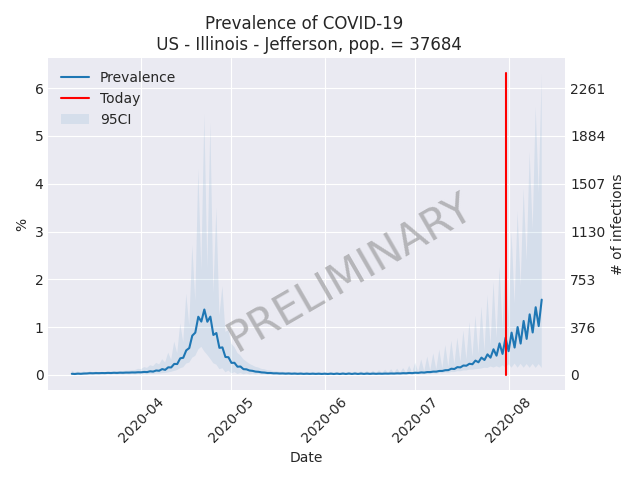 Prevalence of COVID-19
US - Illinois - Jefferson, pop. = 37684
Prevalence
Today
95CI
6
5
4
3
2
1
0
%
2261
1884
1507
1130
753
376
0
# of infections
PRELIMINARY
2020-04
2020-05
2020-06
2020-07
2020-08
Date